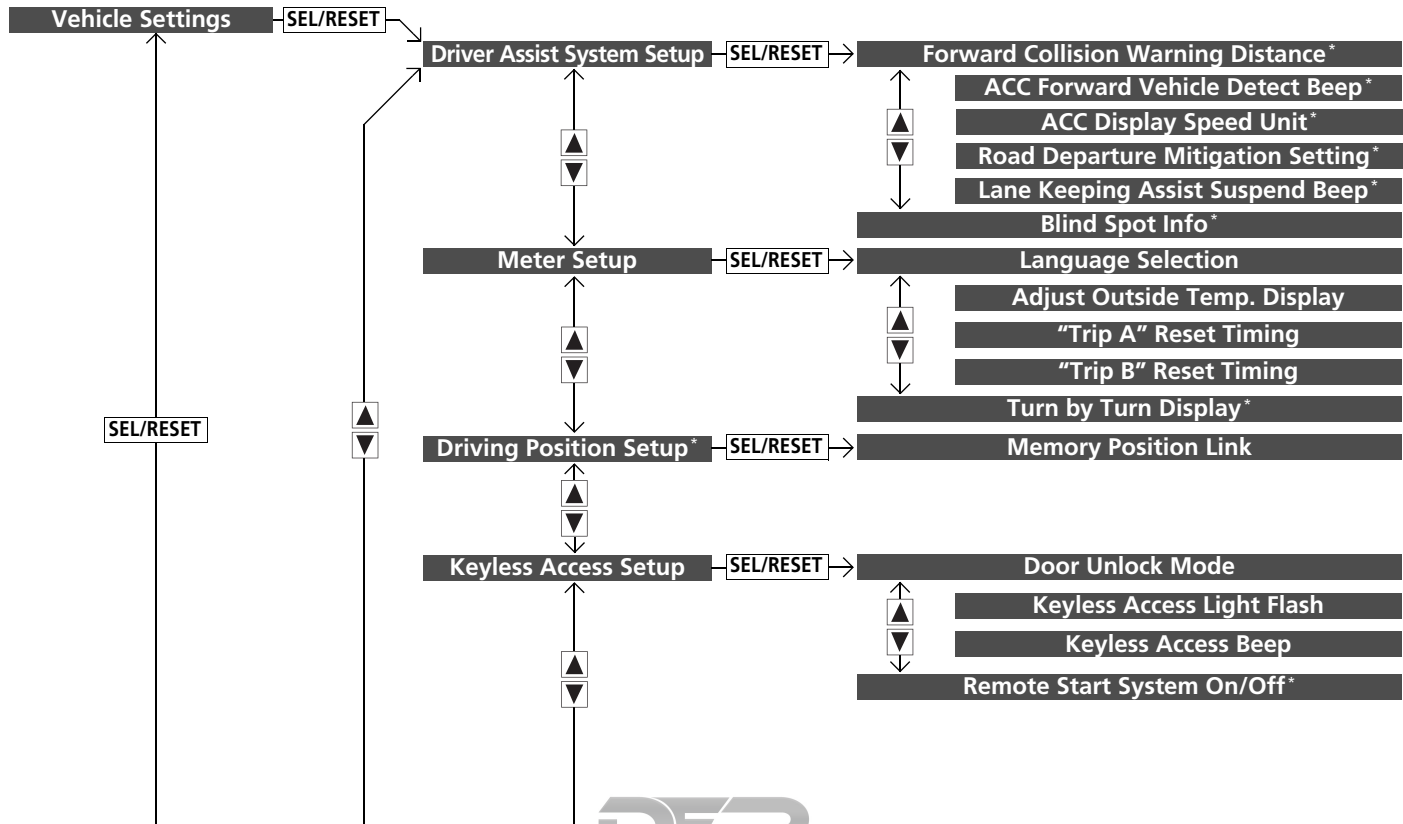 Vehicle Settings
SEL/RESET
Driver Assist System Setup
SEL/RESET
Forward Collision Warning Distance*
ACC Forward Vehicle Detect Beep*
ACC Display Speed Unit*
Road Departure Mitigation Setting*
Lane Keeping Assist Suspend Beep*
Blind Spot Info*
Meter Setup
SEL/RESET
Language Selection
Adjust Outside Temp. Display
“Trip A” Reset Timing
“Trip B” Reset Timing
Turn by Turn Display*
SEL/RESET
Driving Position Setup*
SEL/RESET
Memory Position Link
Keyless Access Setup
SEL/RESET
Door Unlock Mode
Keyless Access Light Flash
Keyless Access Beep
Remote Start System On/Off*